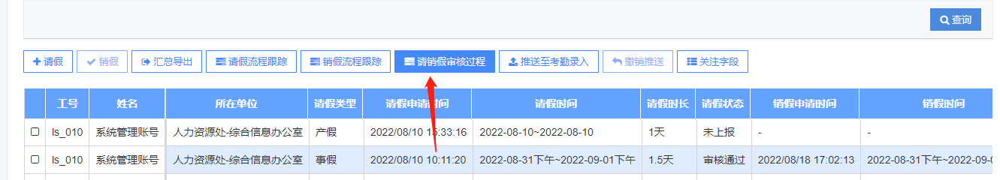 查询
请假 销假 汇总导出 请假流程跟踪 销假流程跟踪 请销假审核过程 推送至考勤录入 撤销推送 关注字段
工号 姓名 所在单位 请假类型 请假申请时间 请假时间 请假时长 请假状态 销假申请时间 销假时间
ls_010 系统管理账号 人力资源处-综合信息办公室 产假 2022/08/10 15:33:16 2022-08-10~2022-08-10 1天 未上报 - -
ls_010 系统管理账号 人力资源处-综合信息办公室 事假 2022/08/10 10:11:20 2022-08-31下午~2022-09-01下午 1.5天 审核通过 2022/08/18 17:02:13 2022-08-31下午~2022-09-0